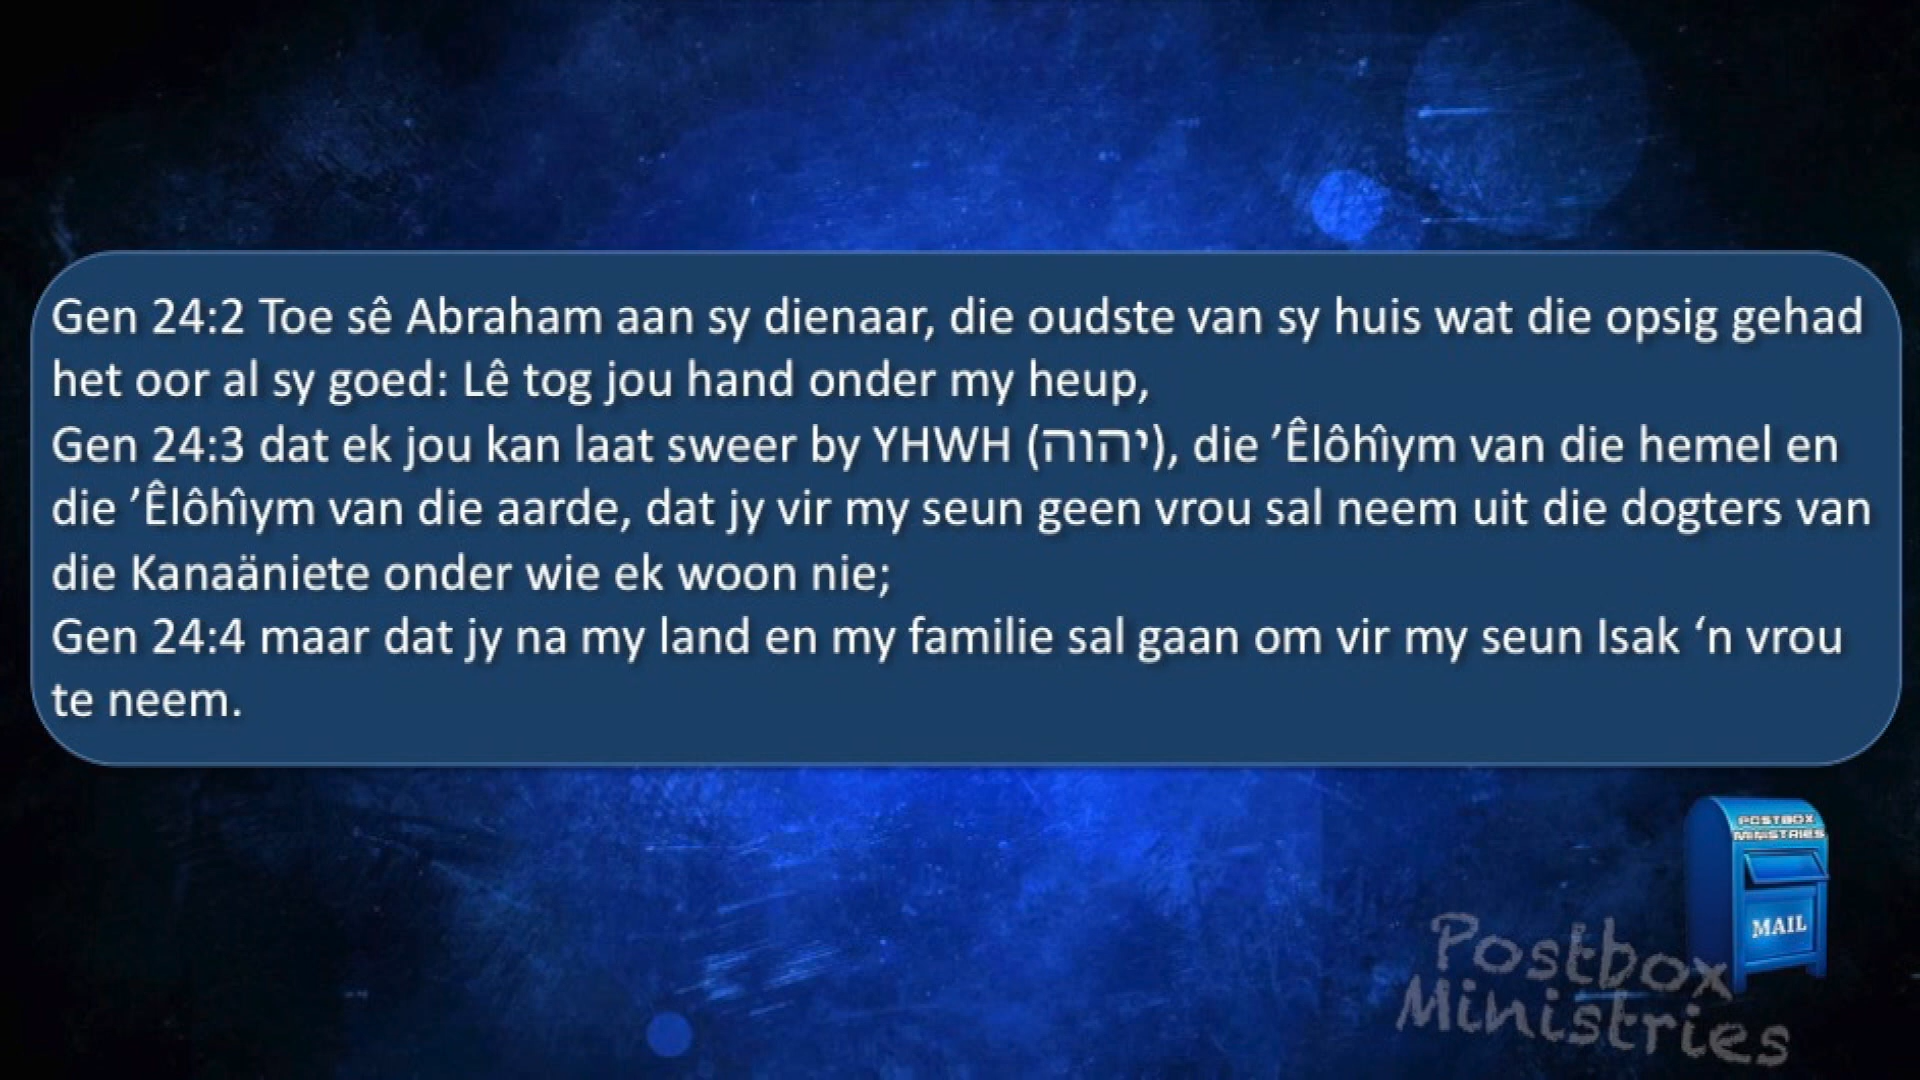 Gen 24:2 Toe sê Abraham aan sy dienaar, die oudste van sy huis wat die opsig gehad
het oor al sy goed: Lê tog jou hand onder my heup,
Gen 24:3 dat ek jou kan laat sweer by YHWH (יהוה), die ’Êlôhîym van die hemel en
die ’Êlôhîym van die aarde, dat jy vir my seun geen vrou sal neem uit die dogters van
die Kanaäniete onder wie ek woon nie;
Gen 24:4 maar dat jy na my land en my familie sal gaan om vir my seun Isak ‘n vrou
te neem.
POSTBOX
MINISTRIES
MAIL
Postbox
Ministries